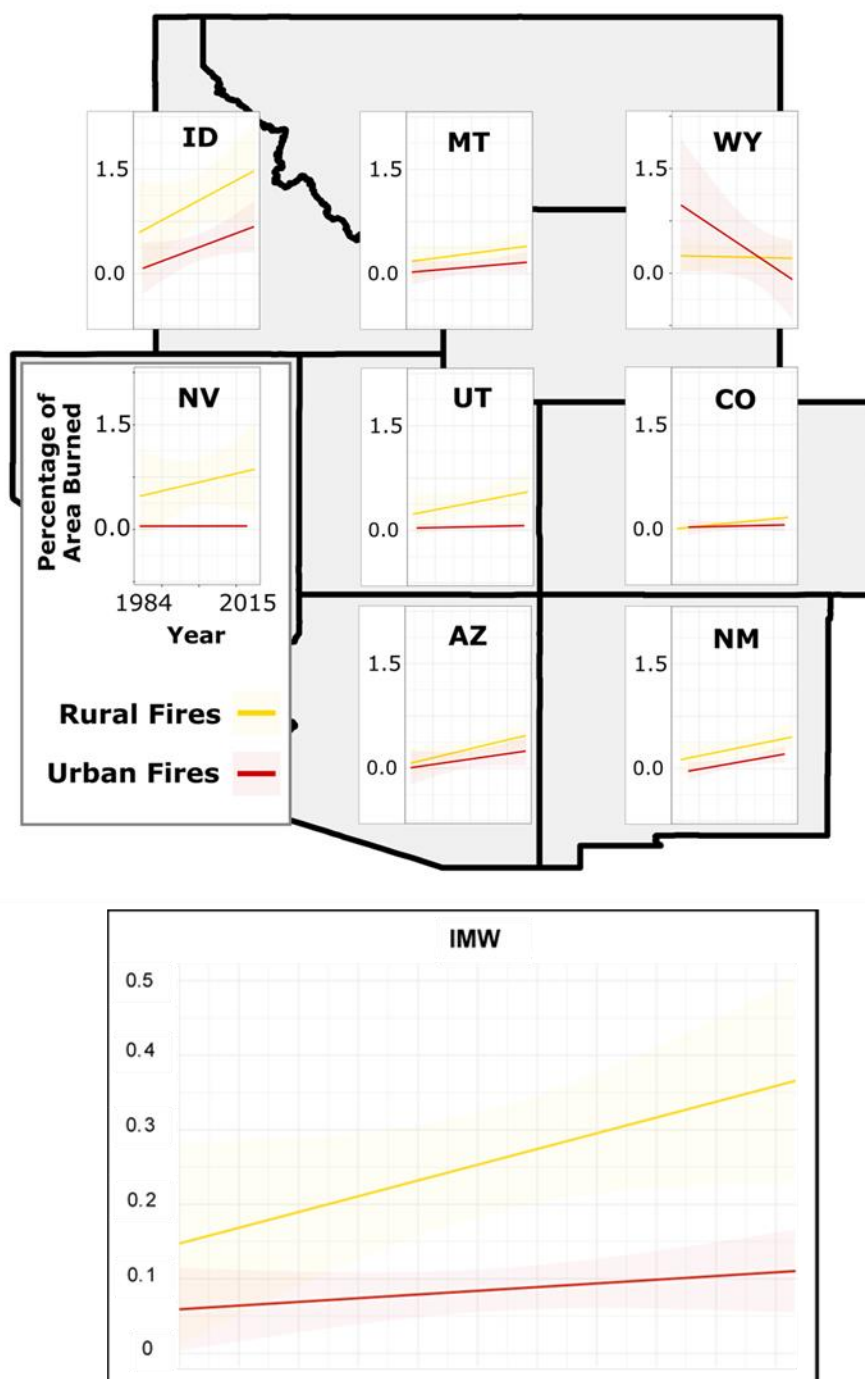 ID
1.5
0.0
MT
1.5
0.0
WY
1.5
0.0
Percentage of
Area Burned
NV
1.5
0.0
1984 2015
Year
UT
1.5
0.0
CO
1.5
0.0
AZ
1.5
0.0
NM
1.5
0.0
Rural Fires
Urban Fires
IMW
0.5
0.4
0.3
0.2
0.1
0